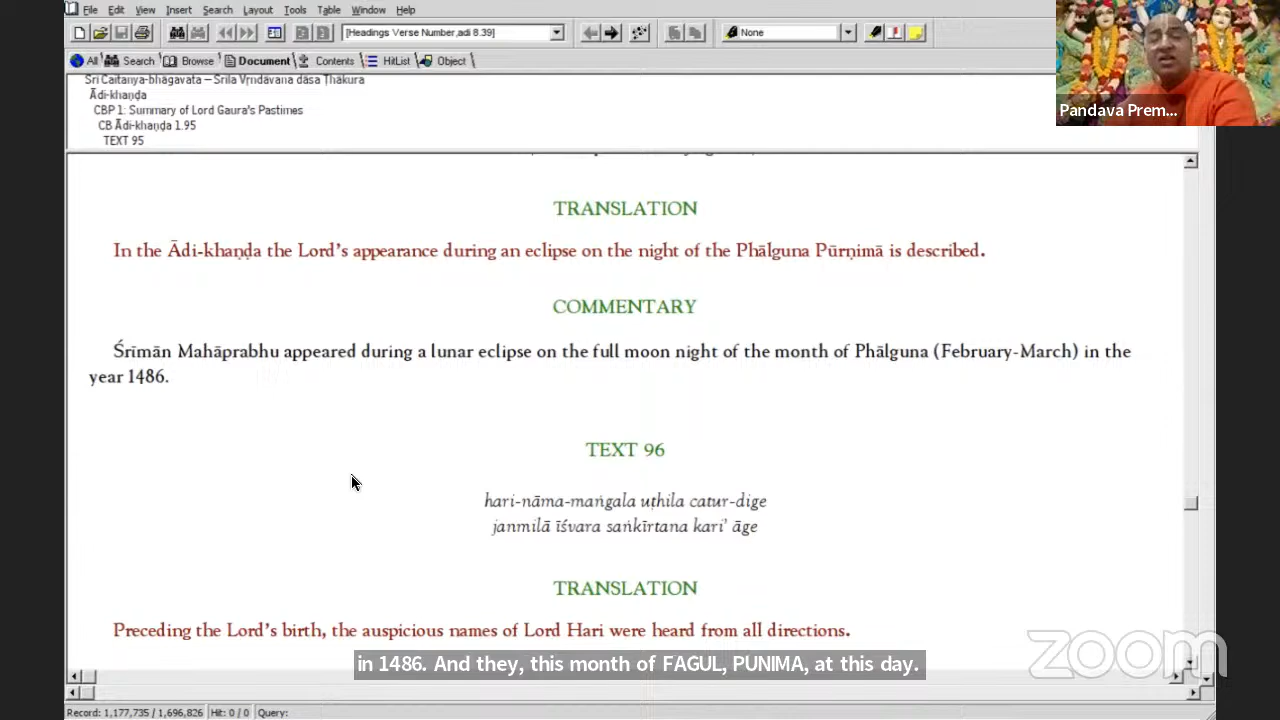 File Edit View Insert Search Layout Tools Table Window Help
[Headings Verse Number,adi 8.39]
None
All Search Browse Document Contents HitList Object
Śrī Caitanya-bhāgavata – Śrīla Vṛndāvana dāsa Ṭhākura
Ādi-khaṇḍa
CBP 1: Summary of Lord Gaura's Pastimes
CB Ādi-khaṇḍa 1.95
TEXT 95
Pandava Prem...
TRANSLATION
In the Ādi-khaṇḍa the Lord's appearance during an eclipse on the night of the Phālguna Pūrṇimā is described.
COMMENTARY
Śrīmān Mahāprabhu appeared during a lunar eclipse on the full moon night of the month of Phālguna (February-March) in the
year 1486.
TEXT 96
hari-nāma-maṅgala uṭhila catur-dige
janmilā īśvara saṅkīrtana kari' āge
TRANSLATION
Preceding the Lord's birth, the auspicious names of Lord Hari were heard from all directions.
in 1486. And they, this month of FAGUL, PUNIMA, at this day.
zoom
Record: 1,177,735 / 1,696,826 Hit: 0 / 0 Query: